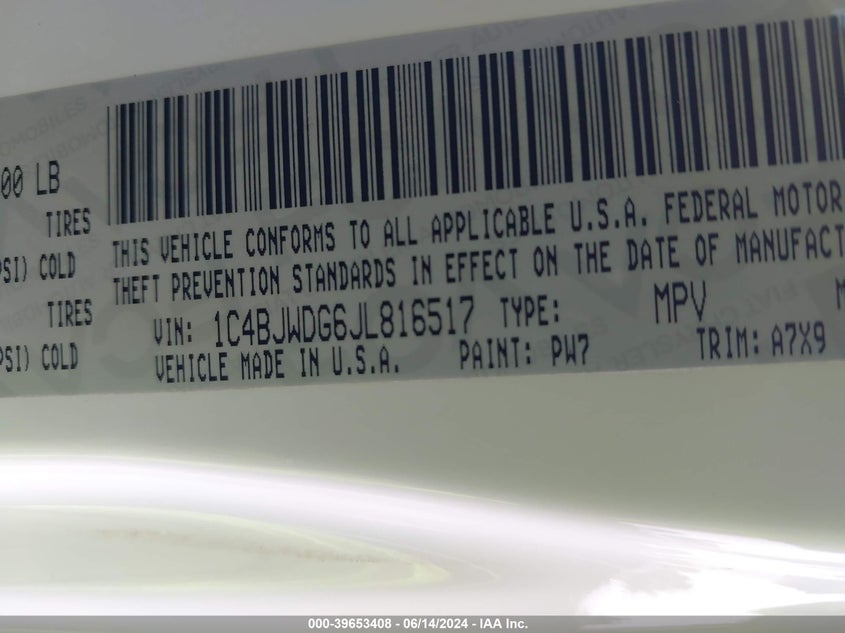 00 LB
TIRES
PSI) COLD
TIRES
PSI) COLD
THIS VEHICLE CONFORMS TO ALL APPLICABLE U.S.A. FEDERAL MOTOR
THEFT PREVENTION STANDARDS IN EFFECT ON THE DATE OF MANUFACT
VIN: 1C4BJWDG6JL816517 TYPE: MPV M
VEHICLE MADE IN U.S.A. PAINT: PW7 TRIM: A7X9
000-39653408 - 06/14/2024 - IAA Inc.